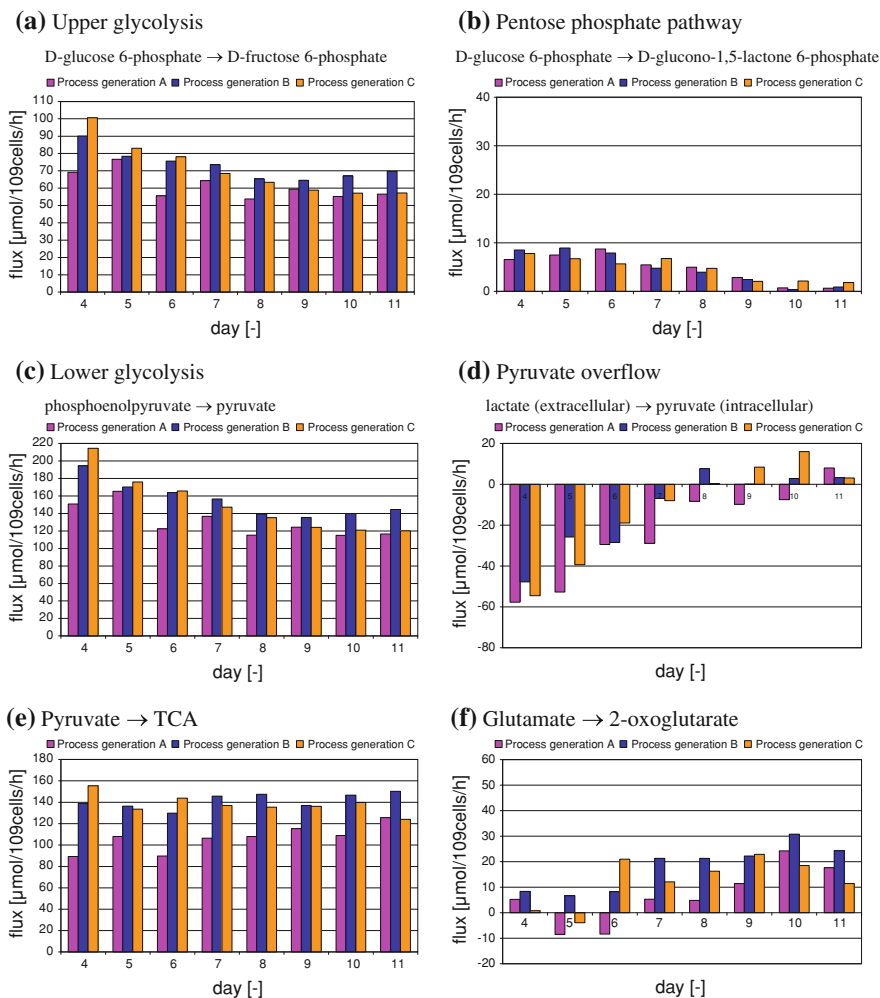 (a) Upper glycolysis
D-glucose 6-phosphate → D-fructose 6-phosphate
Process generation A Process generation B Process generation C
110
100
90
80
70
60
50
40
30
20
10
0
flux [µmol/109cells/h]
4 5 6 7 8 9 10 11
day [-]
(b) Pentose phosphate pathway
D-glucose 6-phosphate → D-glucono-1,5-lactone 6-phosphate
Process generation A Process generation B Process generation C
40
30
20
10
0
flux [µmol/109cells/h]
4 5 6 7 8 9 10 11
day [-]
(c) Lower glycolysis
phosphoenolpyruvate → pyruvate
Process generation A Process generation B Process generation C
220
200
180
160
140
120
100
80
60
40
20
0
flux [µmol/109cells/h]
4 5 6 7 8 9 10 11
day [-]
(d) Pyruvate overflow
lactate (extracellular) → pyruvate (intracellular)
Process generation A Process generation B Process generation C
20
0
-20
-40
-60
-80
flux [µmol/109cells/h]
4 5 6 7 8 9 10 11
day [-]
(e) Pyruvate → TCA
Process generation A Process generation B Process generation C
180
160
140
120
100
80
60
40
20
0
flux [µmol/109cells/h]
4 5 6 7 8 9 10 11
day [-]
(f) Glutamate → 2-oxoglutarate
Process generation A Process generation B Process generation C
60
50
40
30
20
10
0
-10
-20
flux [µmol/109cells/h]
4 5 6 7 8 9 10 11
day [-]